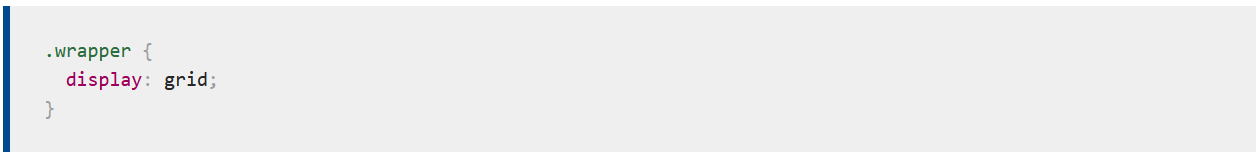 .wrapper {
  display: grid;
}